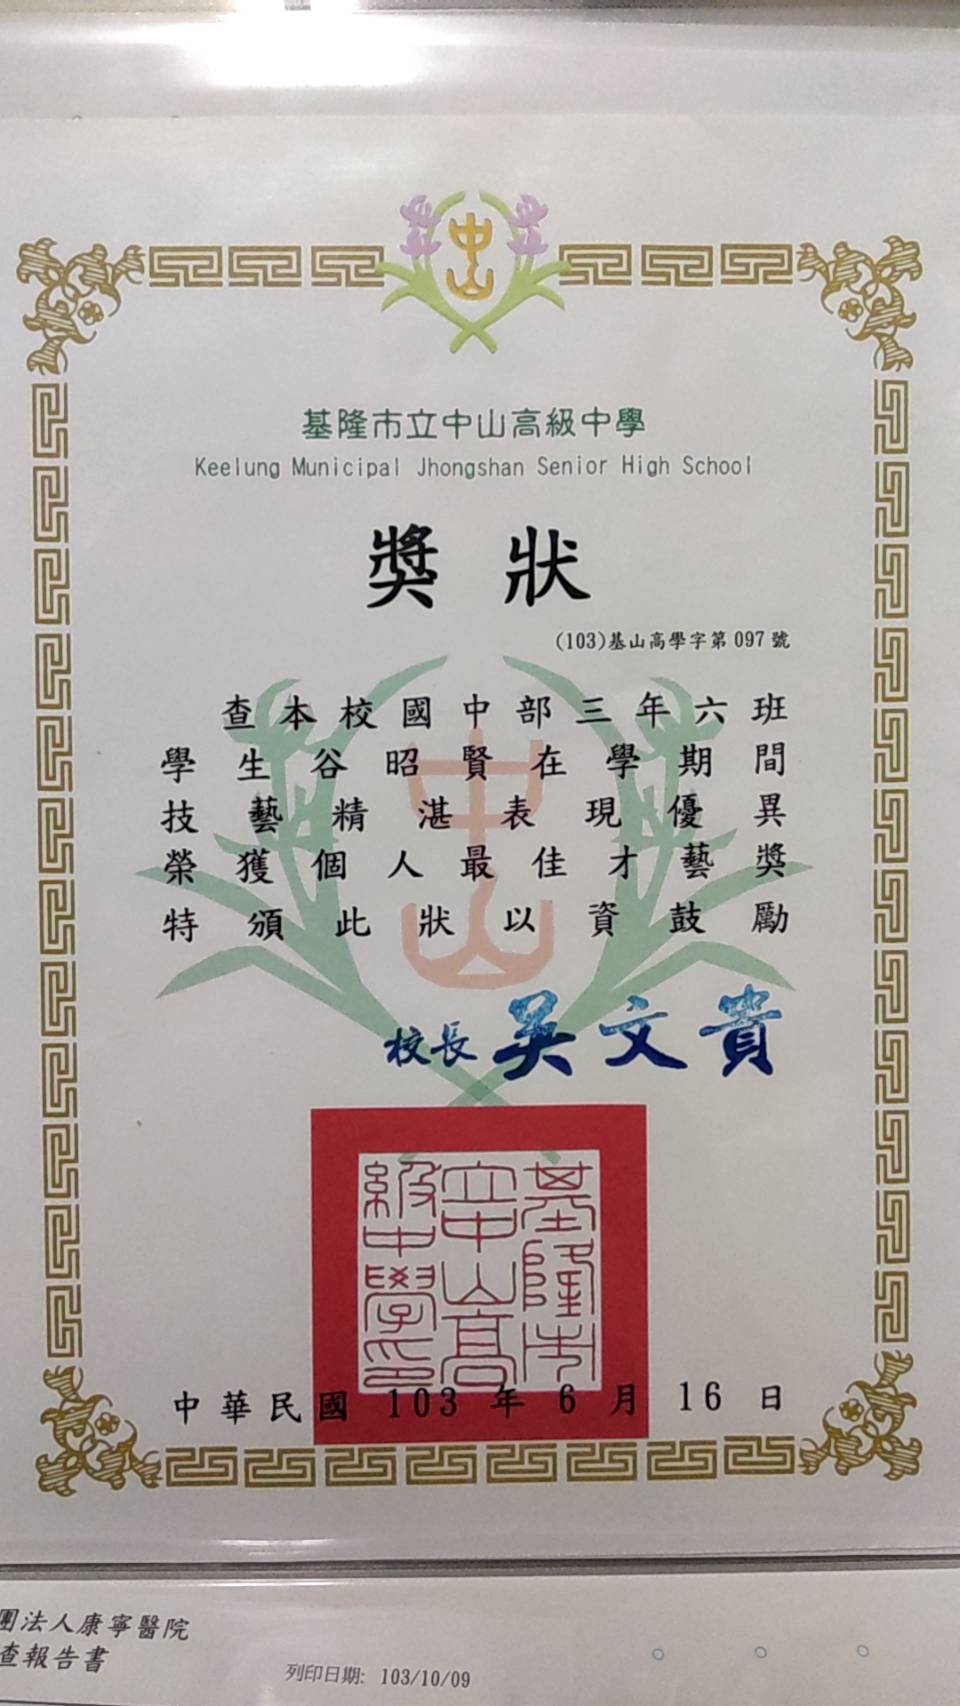 中山
基隆市立中山高級中學
Keelung Municipal Jhongshan Senior High School
獎狀
(103)基山高學字第097號
查本校國中部三年六班
學生谷昭賢在學期間
技藝精湛表現優異
榮獲個人最佳才藝獎
特頒此狀以資鼓勵
校長 吳文貴
基隆市立中山高級中學印
中華民國 103 年 6 月 16 日
團法人康寧醫院
查報告書
列印日期: 103/10/09